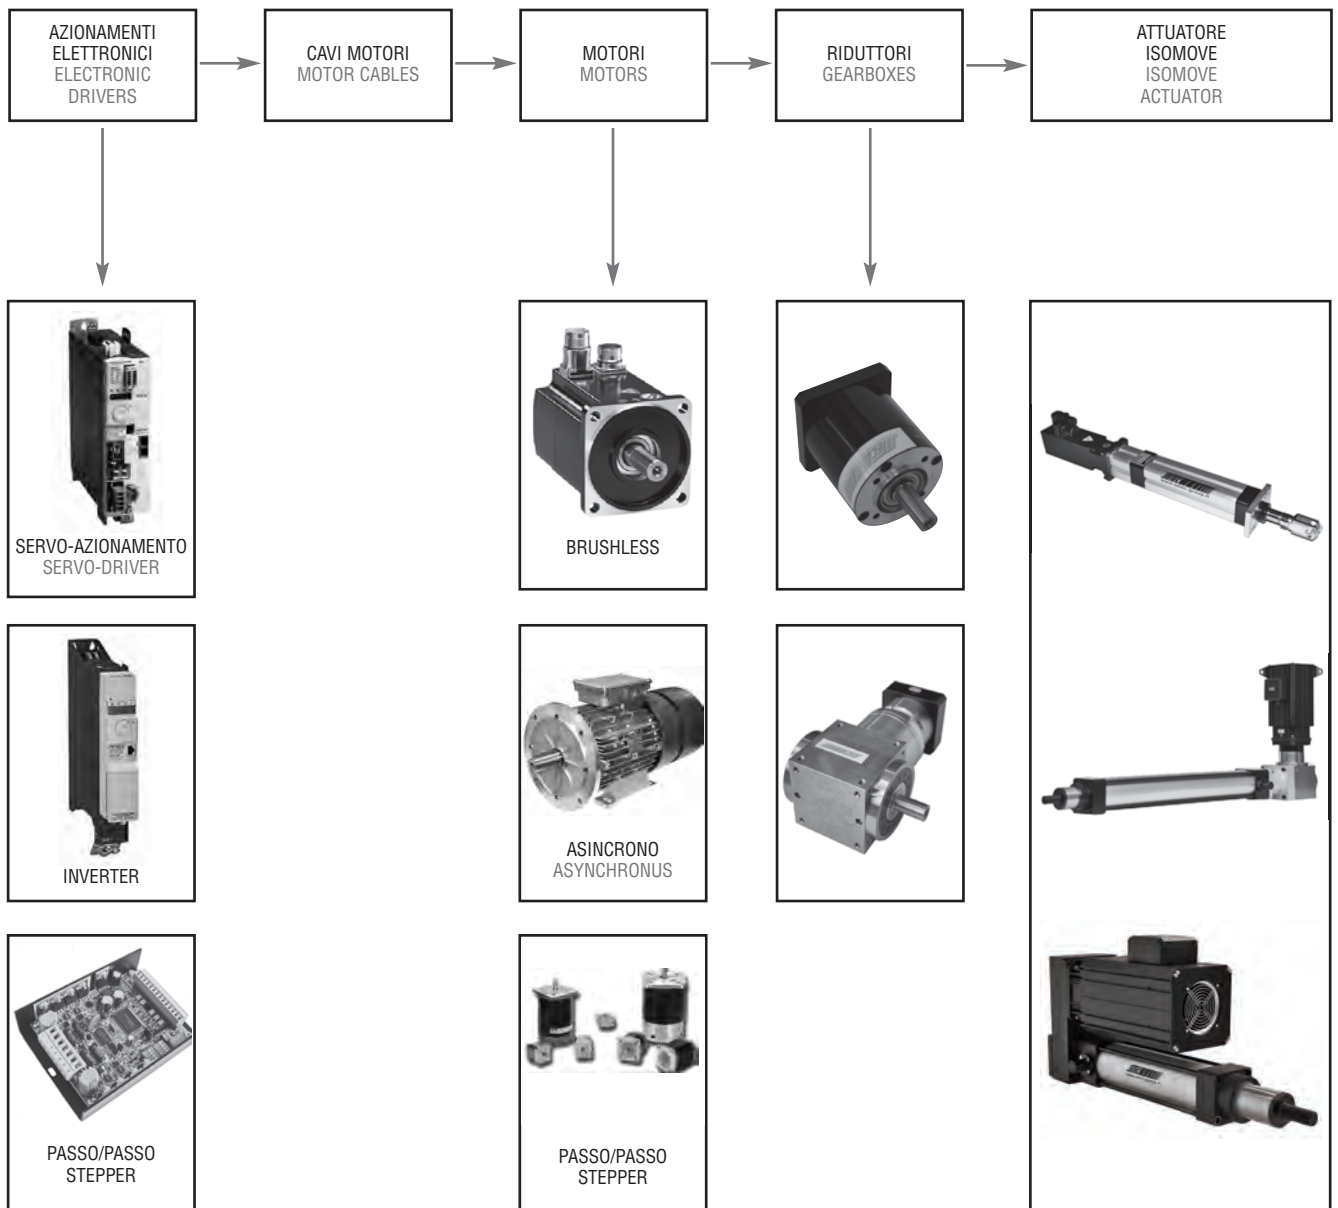 AZIONAMENTI
ELETTRONICI
ELECTRONIC
DRIVERS
CAVI MOTORI
MOTOR CABLES
MOTORI
MOTORS
RIDUTTORI
GEARBOXES
ATTUATORE
ISOMOVE
ISOMOVE
ACTUATOR
SERVO-AZIONAMENTO
SERVO-DRIVER
BRUSHLESS
INVERTER
ASINCRONO
ASYNCHRONUS
PASSO/PASSO
STEPPER
PASSO/PASSO
STEPPER